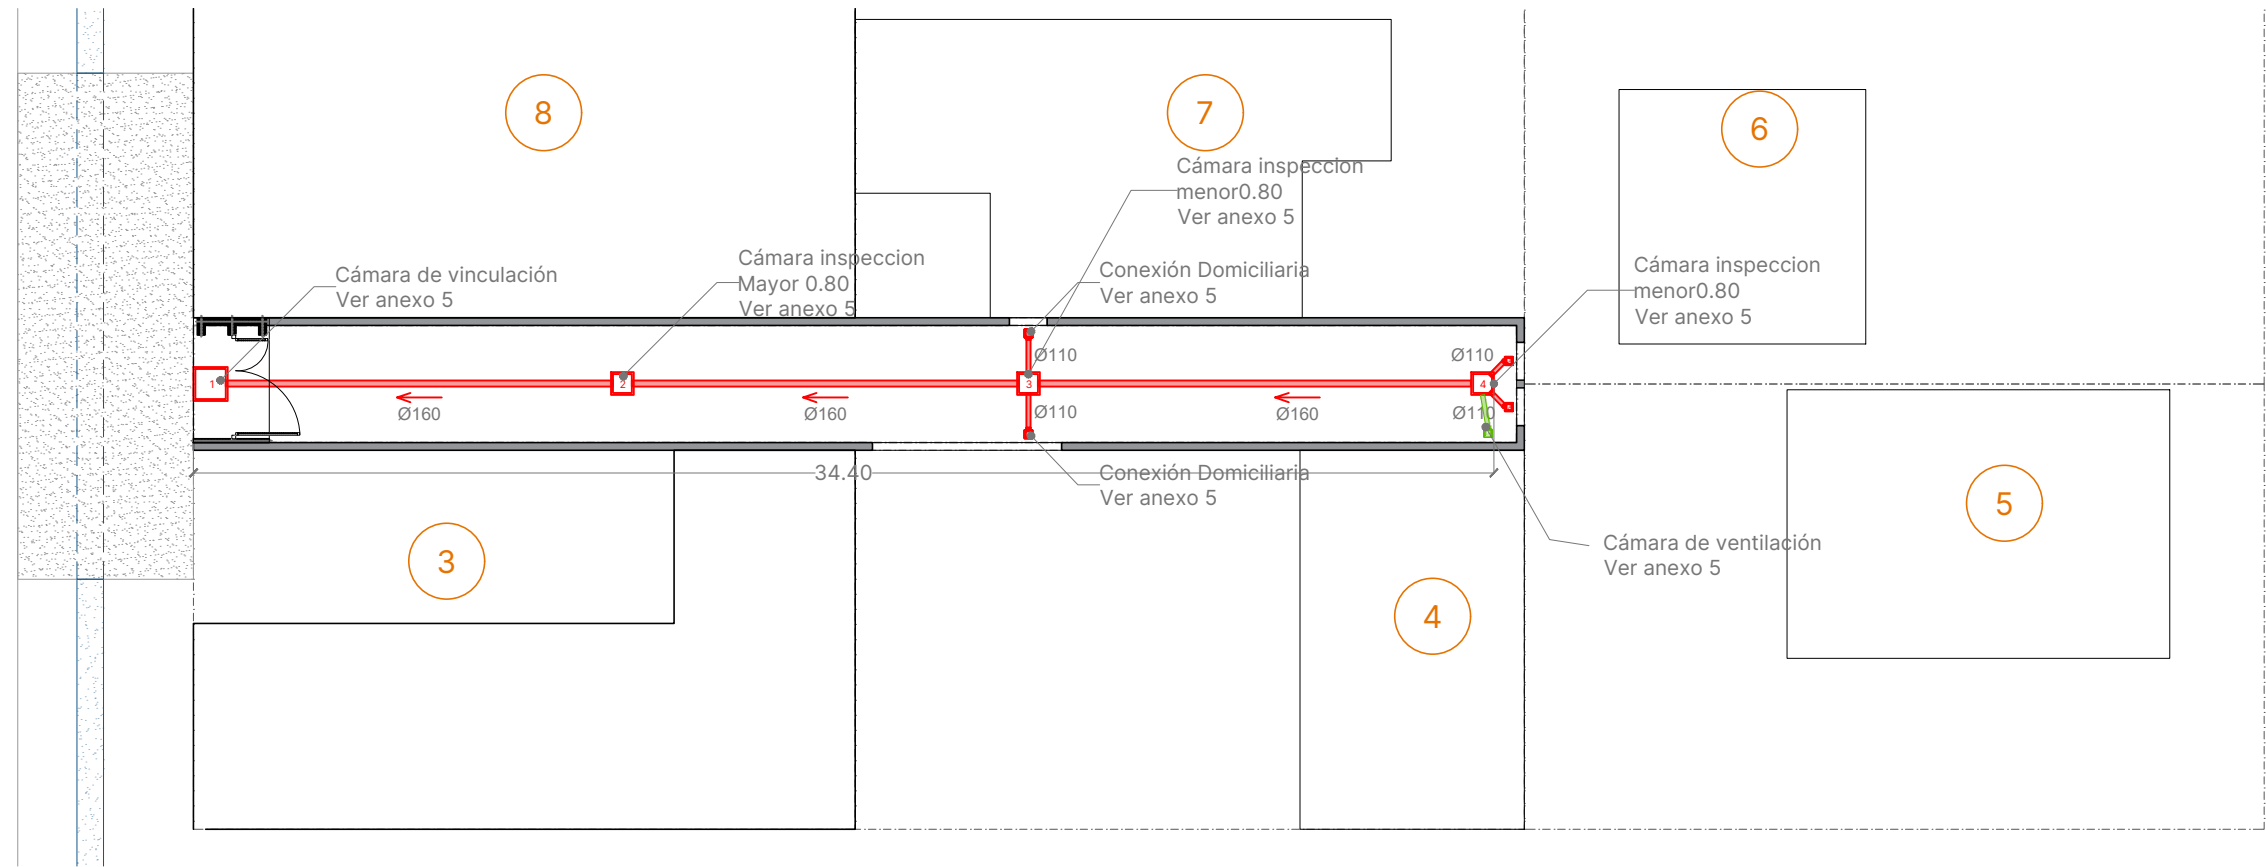 8
7
6
Cámara inspeccion
menor0.80
Ver anexo 5
Cámara inspeccion
Mayor 0.80
Ver anexo 5
Cámara de vinculación
Ver anexo 5
Conexión Domiciliaria
Ver anexo 5
Cámara inspeccion
menor0.80
Ver anexo 5
Ø110
Ø110
1
2
3
4
Ø160
Ø160
Ø110
Ø160
Ø110
34.40
Conexión Domiciliaria
Ver anexo 5
5
3
Cámara de ventilación
Ver anexo 5
4